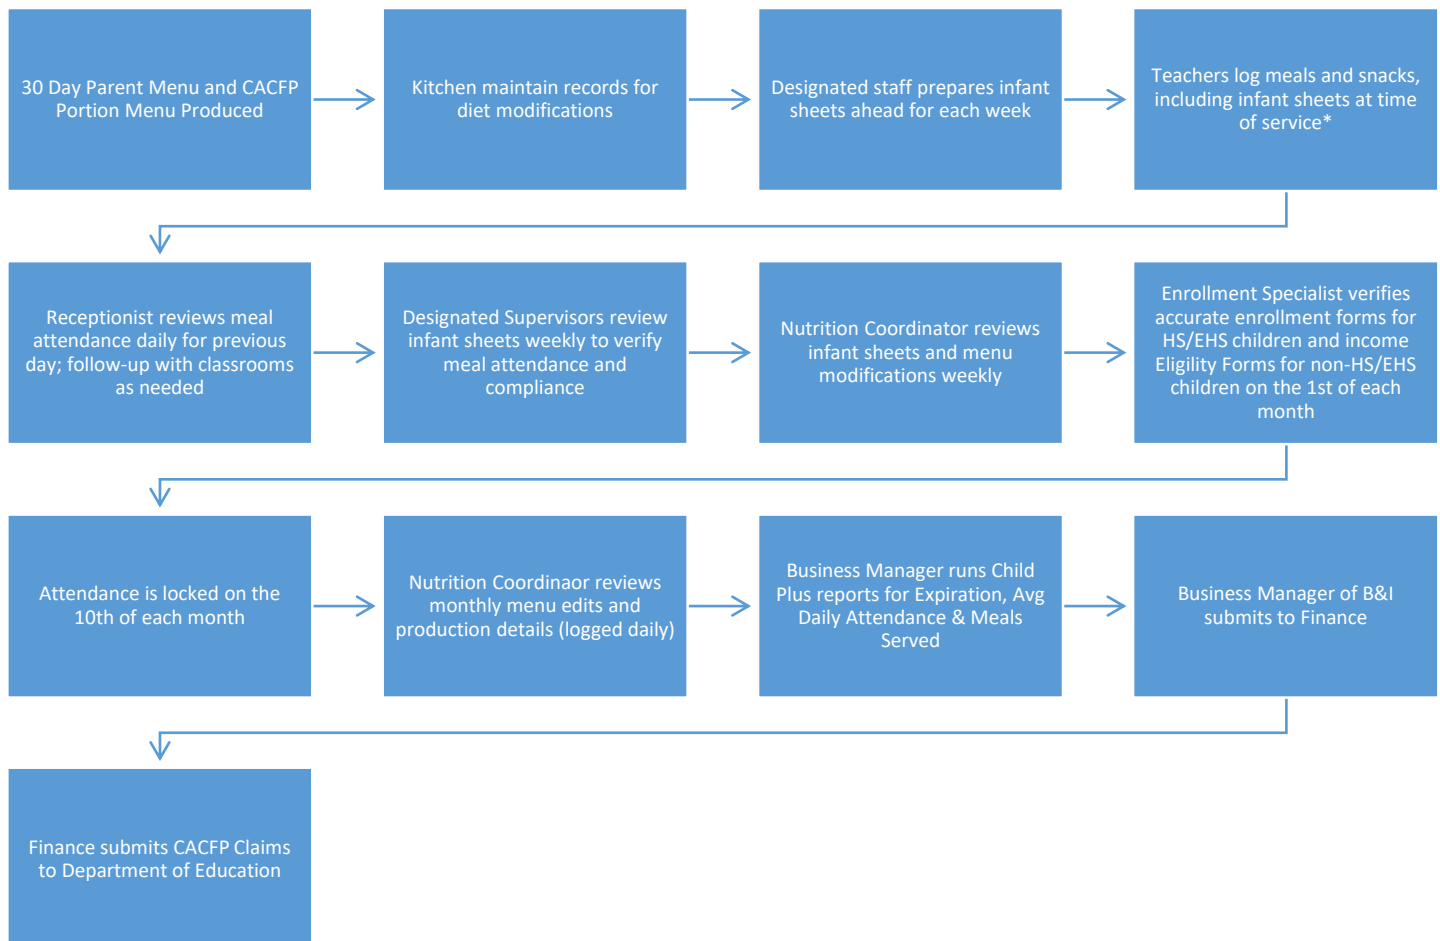 30 Day Parent Menu and CACFP
Portion Menu Produced
Kitchen maintain records for
diet modifications
Designated staff prepares infant
sheets ahead for each week
Teachers log meals and snacks,
including infant sheets at time
of service*
Receptionist reviews meal
attendance daily for previous
day; follow-up with classrooms
as needed
Designated Supervisors review
infant sheets weekly to verify
meal attendance and
compliance
Nutrition Coordinator reviews
infant sheets and menu
modifications weekly
Enrollment Specialist verifies
accurate enrollment forms for
HS/EHS children and income
Eligility Forms for non-HS/EHS
children on the 1st of each
month
Attendance is locked on the
10th of each month
Nutrition Coordinaor reviews
monthly menu edits and
production details (logged daily)
Business Manager runs Child
Plus reports for Expiration, Avg
Daily Attendance & Meals
Served
Business Manager of B&I
submits to Finance
Finance submits CACFP Claims
to Department of Education